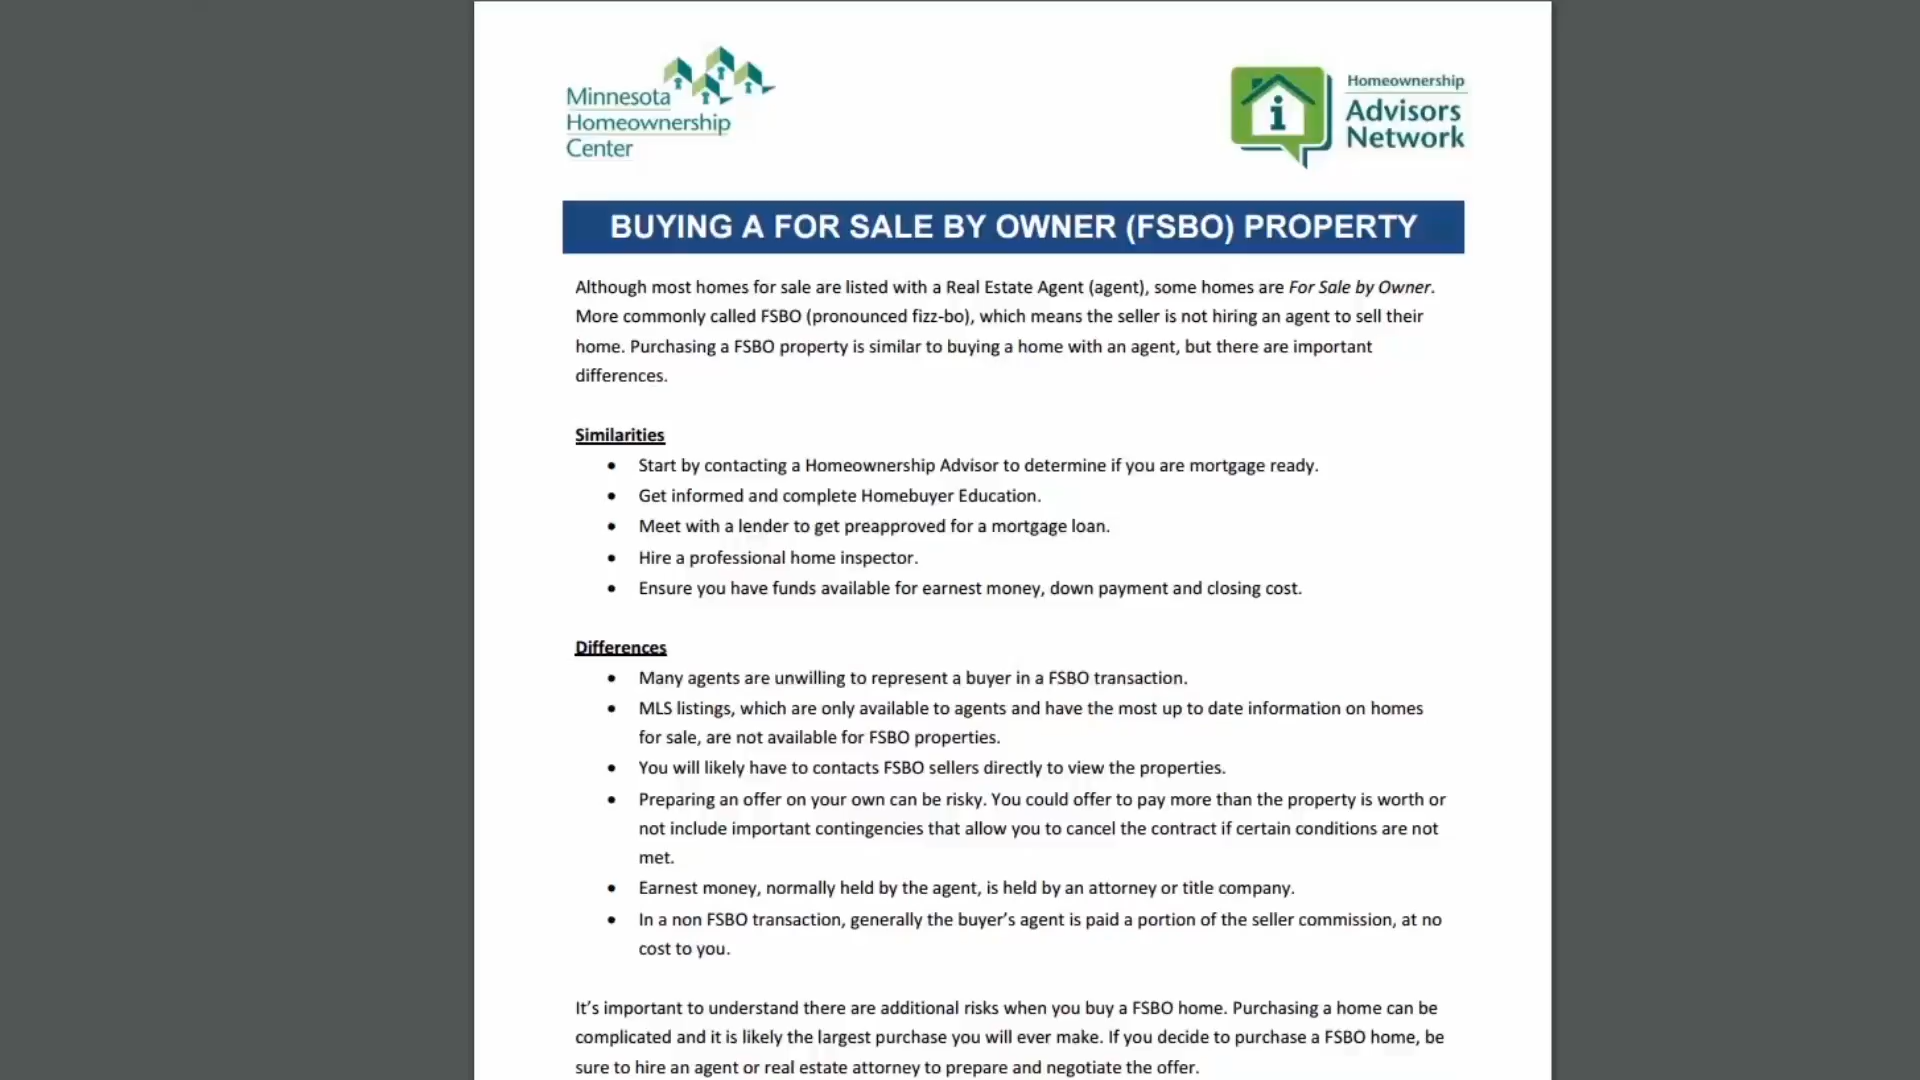 Minnesota
Homeownership
Center
Homeownership
Advisors
Network
BUYING A FOR SALE BY OWNER (FSBO) PROPERTY
Although most homes for sale are listed with a Real Estate Agent (agent), some homes are For Sale by Owner.
More commonly called FSBO (pronounced fizz-bo), which means the seller is not hiring an agent to sell their
home. Purchasing a FSBO property is similar to buying a home with an agent, but there are important
differences.
Similarities
• Start by contacting a Homeownership Advisor to determine if you are mortgage ready.
• Get informed and complete Homebuyer Education.
• Meet with a lender to get preapproved for a mortgage loan.
• Hire a professional home inspector.
• Ensure you have funds available for earnest money, down payment and closing cost.
Differences
• Many agents are unwilling to represent a buyer in a FSBO transaction.
• MLS listings, which are only available to agents and have the most up to date information on homes
for sale, are not available for FSBO properties.
• You will likely have to contacts FSBO sellers directly to view the properties.
• Preparing an offer on your own can be risky. You could offer to pay more than the property is worth or
not include important contingencies that allow you to cancel the contract if certain conditions are not
met.
• Earnest money, normally held by the agent, is held by an attorney or title company.
• In a non FSBO transaction, generally the buyer’s agent is paid a portion of the seller commission, at no
cost to you.
It’s important to understand there are additional risks when you buy a FSBO home. Purchasing a home can be
complicated and it is likely the largest purchase you will ever make. If you decide to purchase a FSBO home, be
sure to hire an agent or real estate attorney to prepare and negotiate the offer.